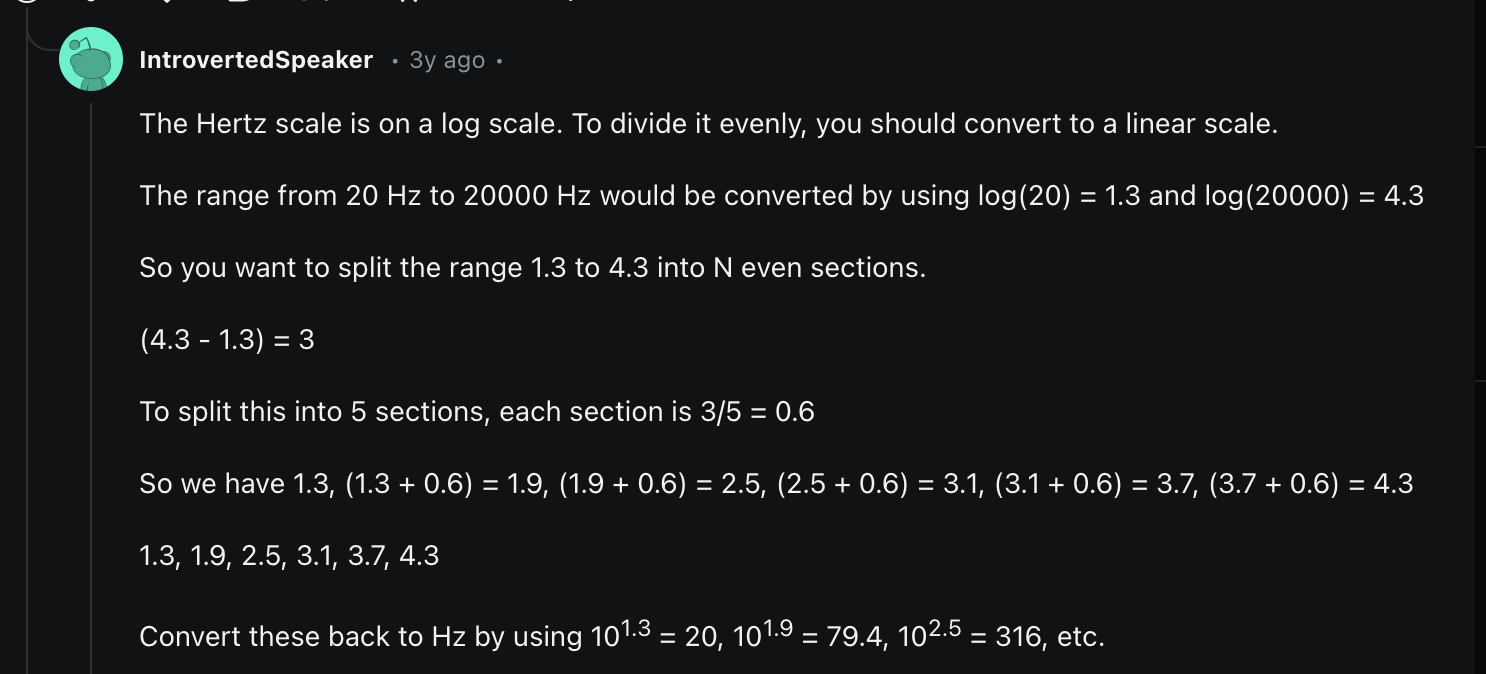 IntrovertedSpeaker • 3y ago •
The Hertz scale is on a log scale. To divide it evenly, you should convert to a linear scale.
The range from 20 Hz to 20000 Hz would be converted by using log(20) = 1.3 and log(20000) = 4.3
So you want to split the range 1.3 to 4.3 into N even sections.
(4.3 - 1.3) = 3
To split this into 5 sections, each section is 3/5 = 0.6
So we have 1.3, (1.3 + 0.6) = 1.9, (1.9 + 0.6) = 2.5, (2.5 + 0.6) = 3.1, (3.1 + 0.6) = 3.7, (3.7 + 0.6) = 4.3
1.3, 1.9, 2.5, 3.1, 3.7, 4.3
Convert these back to Hz by using 10^1.3 = 20, 10^1.9 = 79.4, 10^2.5 = 316, etc.